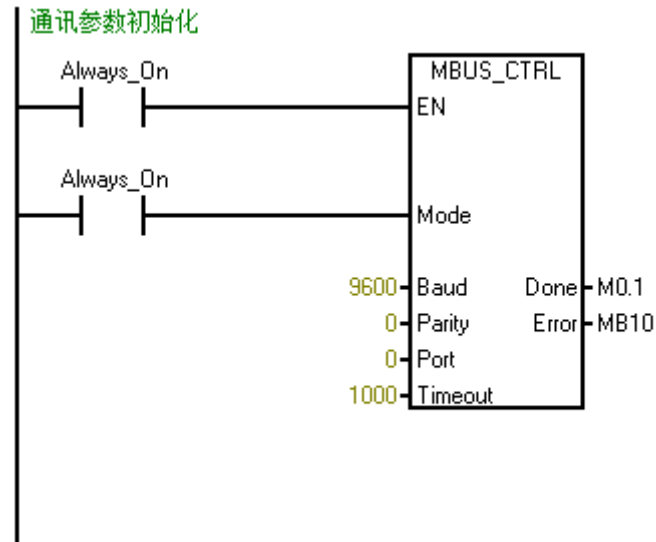 通讯参数初始化
Always_On
MBUS_CTRL
EN
Always_On
Mode
9600 Baud Done M0.1
0 Parity Error MB10
0 Port
1000 Timeout